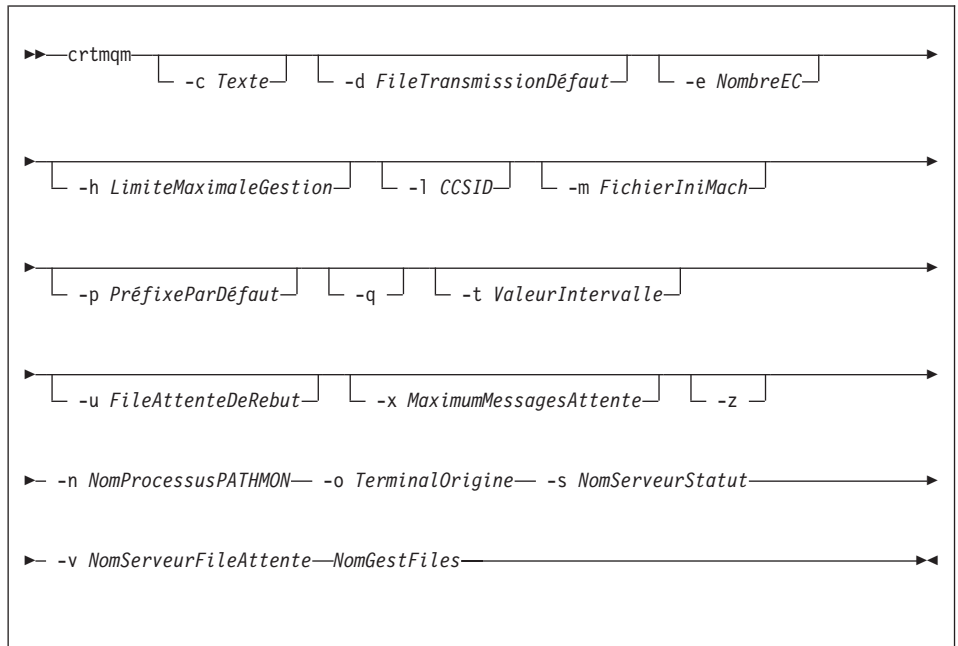 crtmqm
-c Texte -d FileTransmissionDéfaut -e NombreEC
-h LimiteMaximaleGestion -l CCSID -m FichierIniMach
-p PréfixeParDéfaut -q -t ValeurIntervalle
-u FileAttenteDeRebut -x MaximumMessagesAttente -z
-n NomProcessusPATHMON -o TerminalOrigine -s NomServeurStatut
-v NomServeurFileAttente NomGestFiles